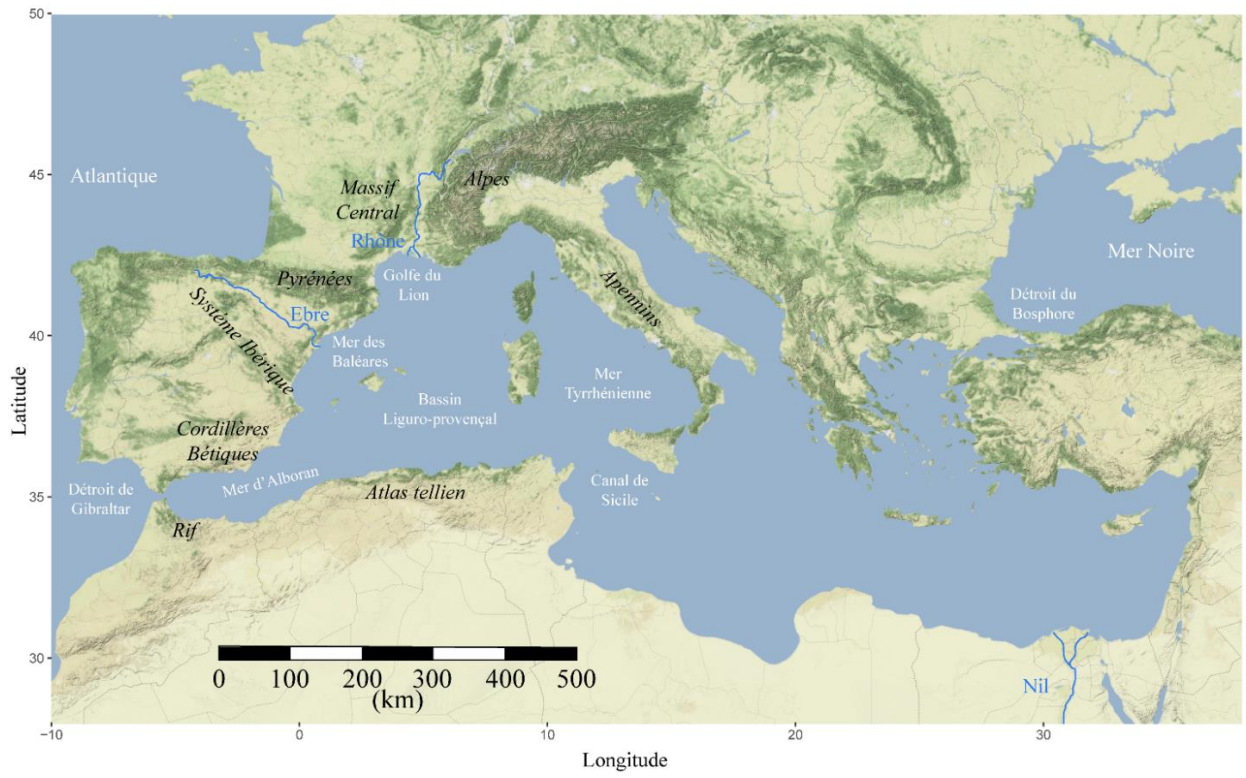 50
45
40
35
30
Latitude
Atlantique
Massif
Central
Alpes
Rhône
Golfe du
Lion
Pyrénées
Ebre
Système Ibérique
Mer des
Baléares
Apennins
Mer Noire
Détroit du
Bosphore
Mer
Tyrrhénienne
Bassin
Liguro-provençal
Cordillères
Bétiques
Mer d'Alboran
Détroit de
Gibraltar
Rif
Atlas tellien
Canal de
Sicile
0 100 200 300 400 500
(km)
Nil
-10 0 10 20 30
Longitude